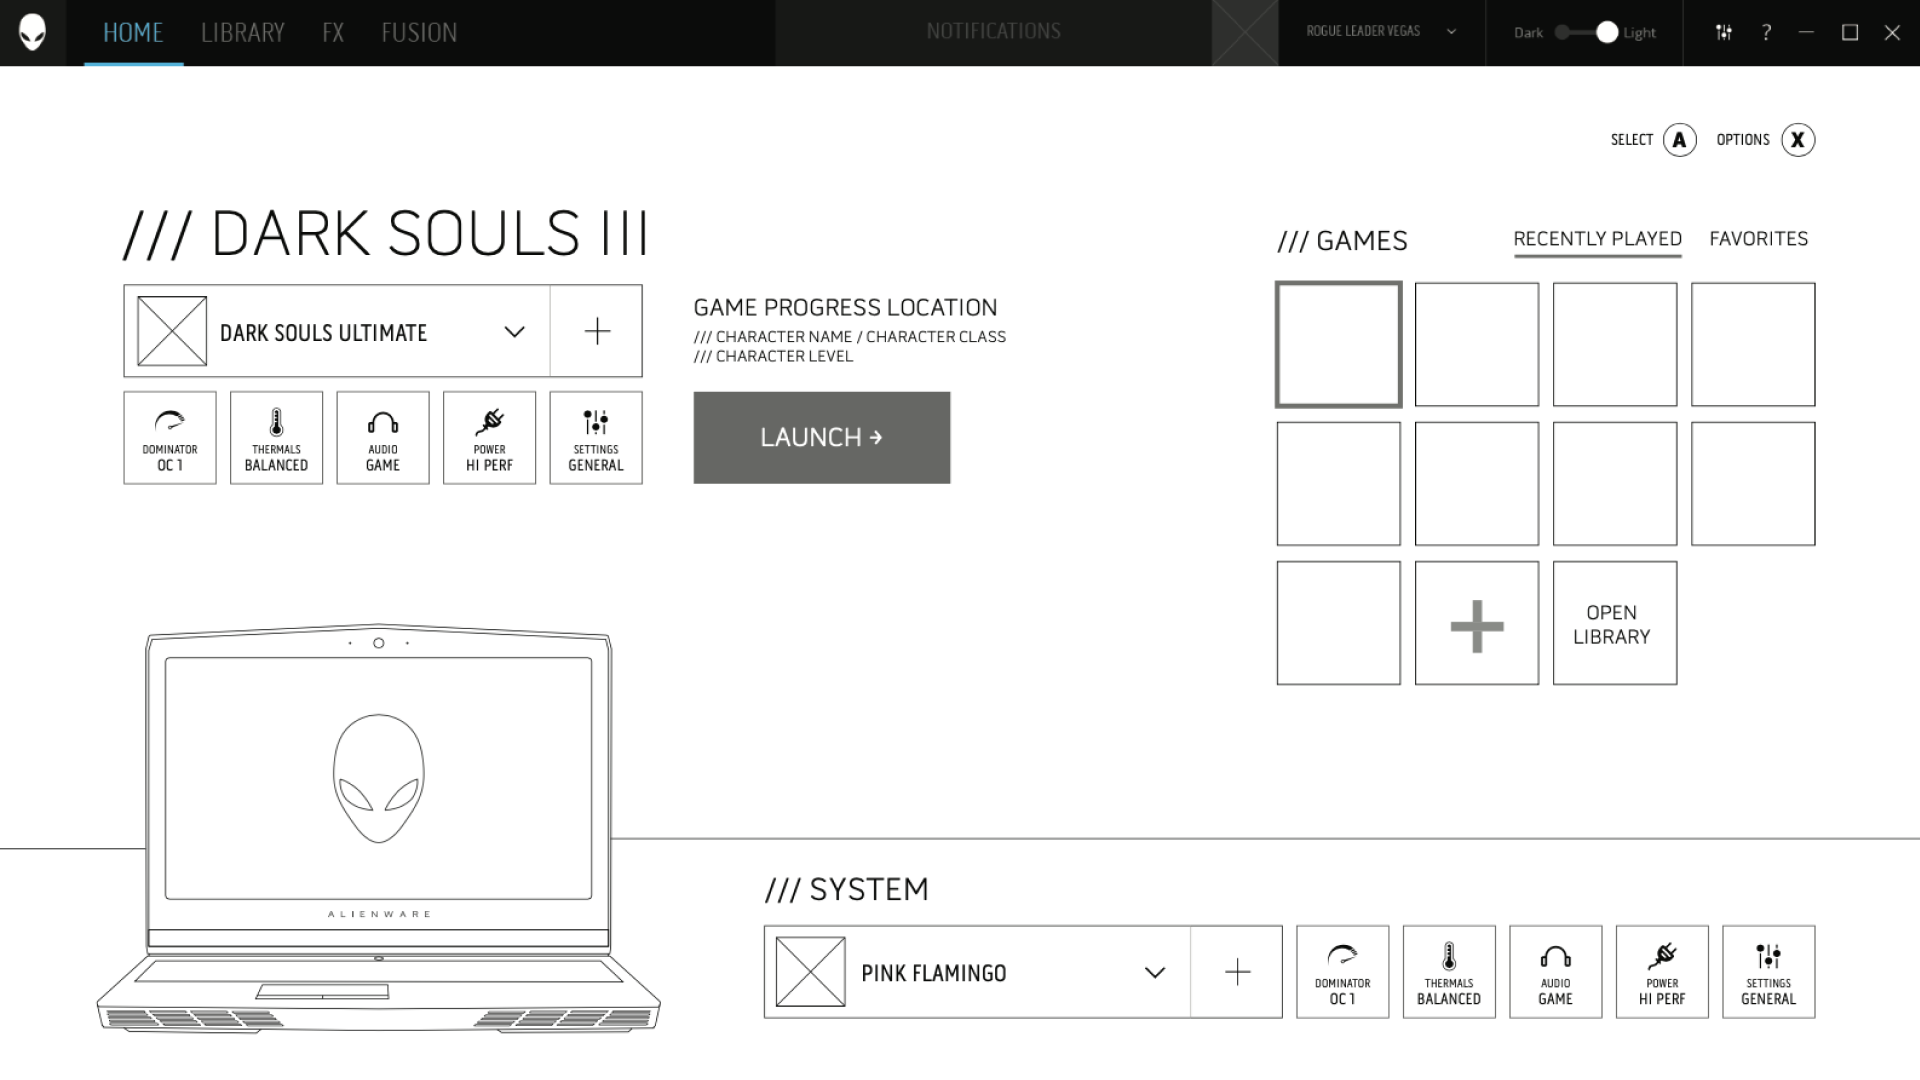 HOME LIBRARY FX FUSION NOTIFICATIONS ROGUE LEADER VEGAS Dark Light ?
SELECT A OPTIONS X
/// DARK SOULS III
DARK SOULS ULTIMATE
DOMINATOR
OC 1
THERMALS
BALANCED
AUDIO
GAME
POWER
HI PERF
SETTINGS
GENERAL
GAME PROGRESS LOCATION
/// CHARACTER NAME / CHARACTER CLASS
/// CHARACTER LEVEL
LAUNCH →
/// GAMES RECENTLY PLAYED FAVORITES
OPEN
LIBRARY
ALIENWARE
/// SYSTEM
PINK FLAMINGO
DOMINATOR
OC 1
THERMALS
BALANCED
AUDIO
GAME
POWER
HI PERF
SETTINGS
GENERAL